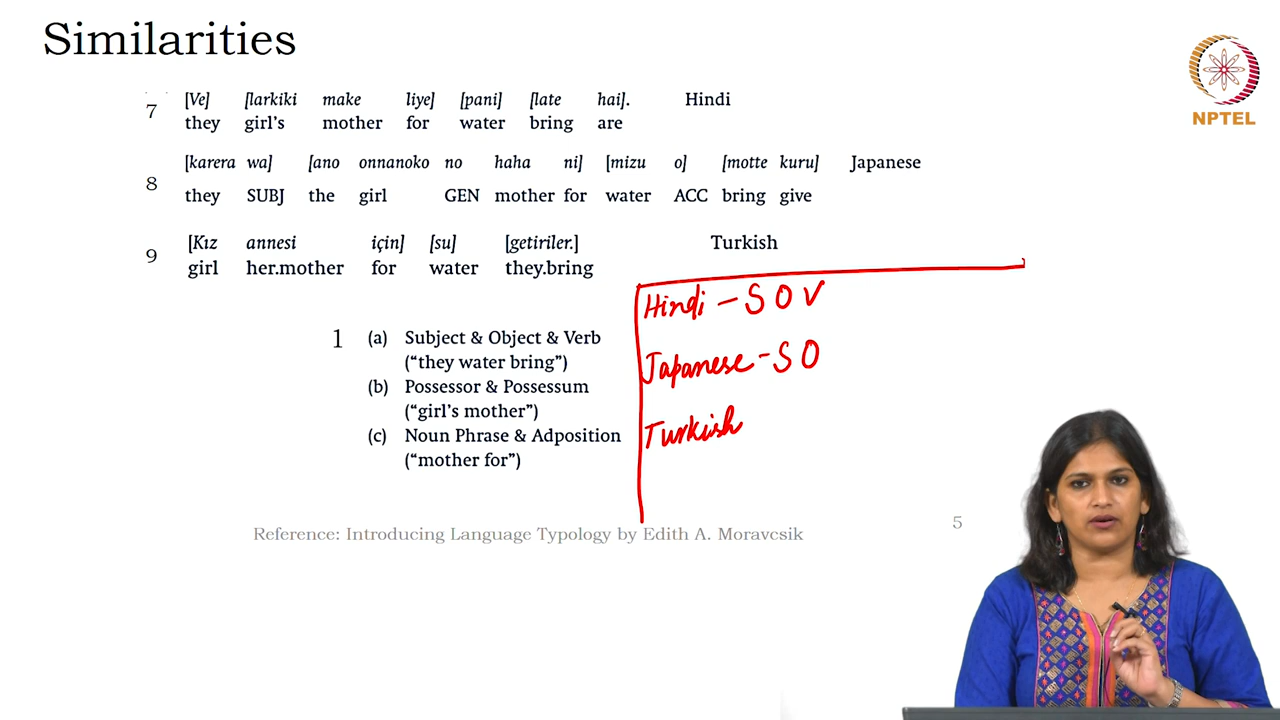 Similarities
NPTEL
7 [Ve] [larkiki make liye] [pani] [late hai]. Hindi
they girl's mother for water bring are
8 [karera wa] [ano onnanoko no haha ni] [mizu o] [motte kuru] Japanese
they SUBJ the girl GEN mother for water ACC bring give
9 [Kız annesi için] [su] [getiriler.] Turkish
girl her.mother for water they.bring
Hindi - S O V
1 (a) Subject & Object & Verb
("they water bring")
Japanese - S O
(b) Possessor & Possessum
("girl's mother")
Turkish
(c) Noun Phrase & Adposition
("mother for")
Reference: Introducing Language Typology by Edith A. Moravcsik
5